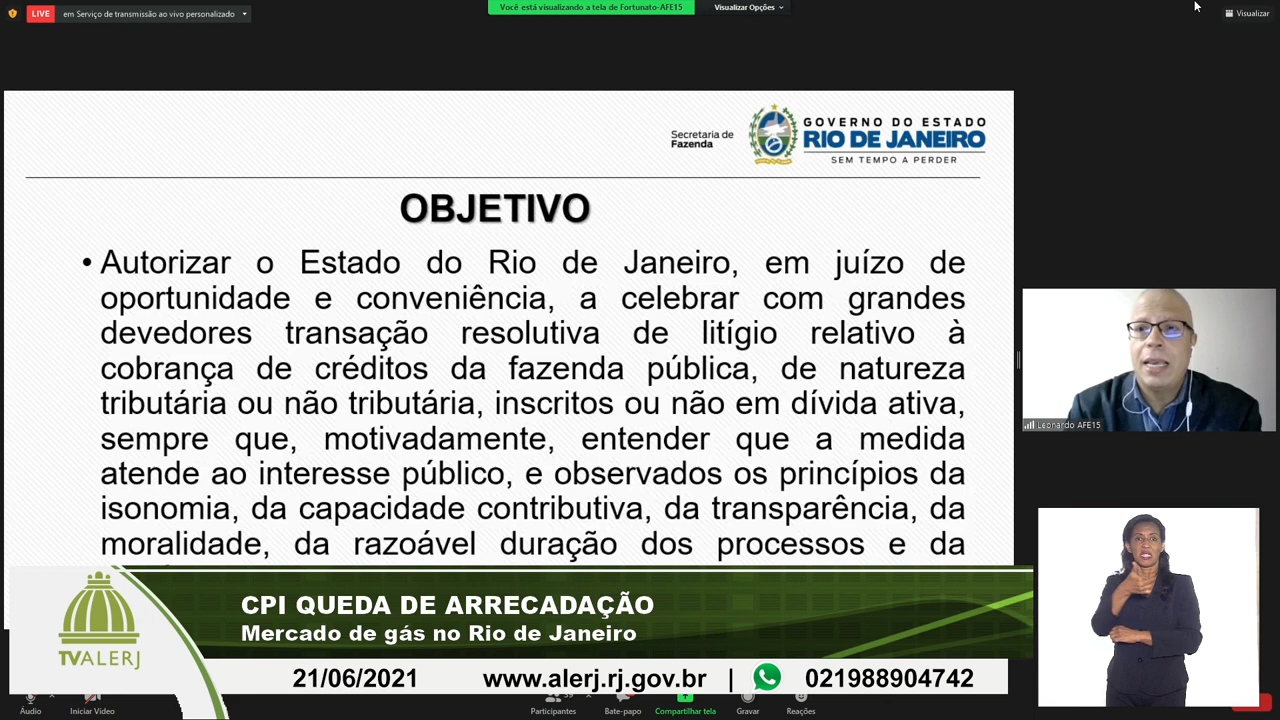 LIVE
em Serviço de transmissão ao vivo personalizado
Você está visualizando a tela de Fortunato-AFE15
Visualizar Opções
Visualizar
Secretaria de
Fazenda
GOVERNO DO ESTADO
RIO DE JANEIRO
SEM TEMPO A PERDER
OBJETIVO
• Autorizar o Estado do Rio de Janeiro, em juízo de
oportunidade e conveniência, a celebrar com grandes
devedores transação resolutiva de litígio relativo à
cobrança de créditos da fazenda pública, de natureza
tributária ou não tributária, inscritos ou não em dívida ativa,
sempre que, motivadamente, entender que a medida
atende ao interesse público, e observados os princípios da
isonomia, da capacidade contributiva, da transparência, da
moralidade, da razoável duração dos processos e da
Leonardo AFE15
TVALERJ
CPI QUEDA DE ARRECADAÇÃO
Mercado de gás no Rio de Janeiro
21/06/2021
www.alerj.rj.gov.br |
021988904742
Áudio
Iniciar Vídeo
Participantes
Bate-papo
Compartilhar tela
Gravar
Reações